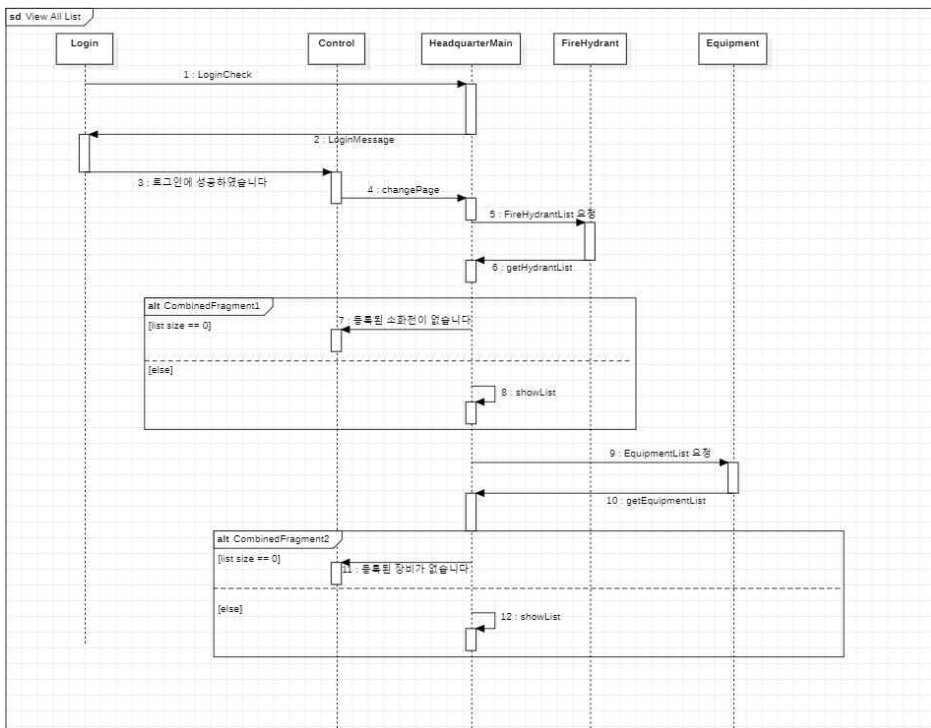 sd View All List
Login
Control
HeadquarterMain
FireHydrant
Equipment
1 : LoginCheck
2 : LoginMessage
3 : 로그인에 성공하였습니다
4 : changePage
5 : FireHydrantList 요청
6 : getHydrantList
alt CombinedFragment1
[list size == 0]
7 : 등록된 소화전이 없습니다
[else]
8 : showList
9 : EquipmentList 요청
10 : getEquipmentList
alt CombinedFragment2
[list size == 0]
11 : 등록된 장비가 없습니다
[else]
12 : showList